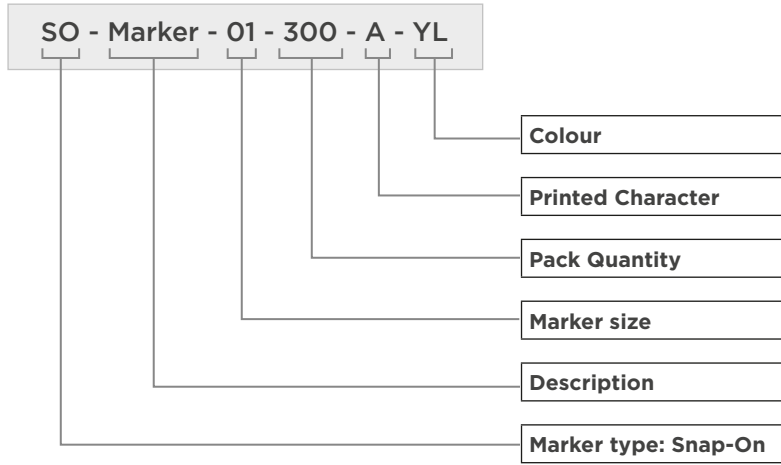 SO - Marker - 01 - 300 - A - YL
Colour
Printed Character
Pack Quantity
Marker size
Description
Marker type: Snap-On